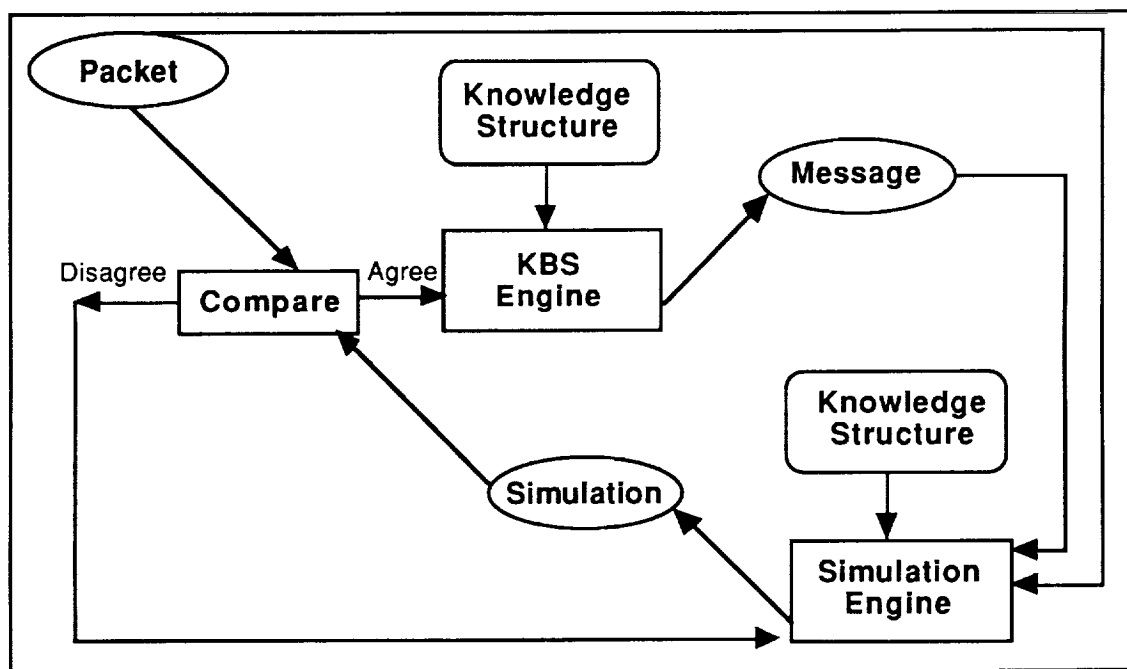 Packet
Knowledge
Structure
Message
Disagree
Compare
Agree
KBS
Engine
Knowledge
Structure
Simulation
Simulation
Engine